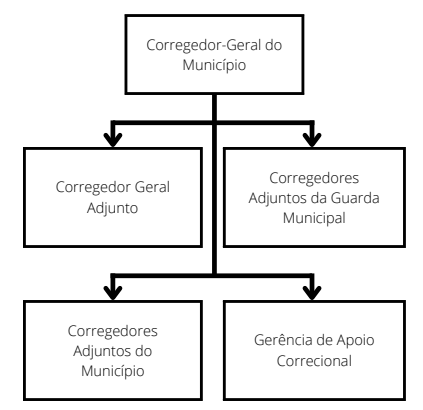 Corregedor-Geral do
Município
Corregedor Geral
Adjunto
Corregedores
Adjuntos da Guarda
Municipal
Corregedores
Adjuntos do
Município
Gerência de Apoio
Correcional